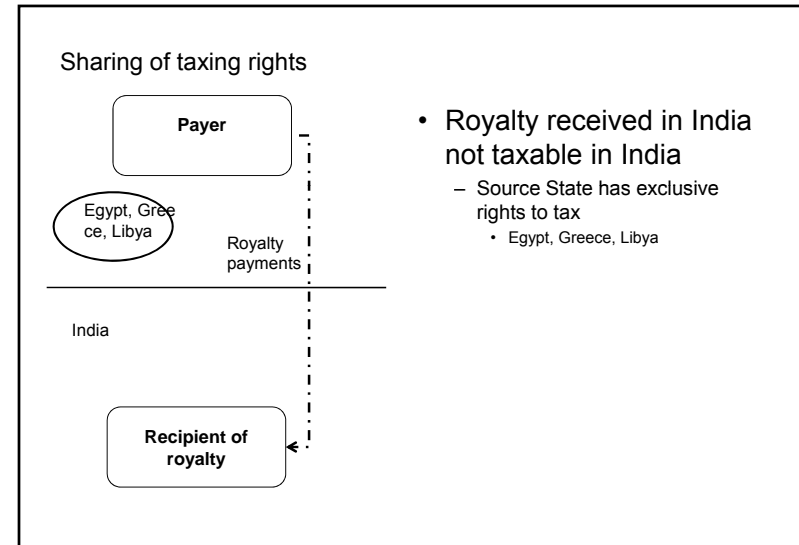 Sharing of taxing rights
Payer
Egypt, Gree
ce, Libya
Royalty
payments
India
Recipient of
royalty
• Royalty received in India
not taxable in India
– Source State has exclusive
rights to tax
• Egypt, Greece, Libya